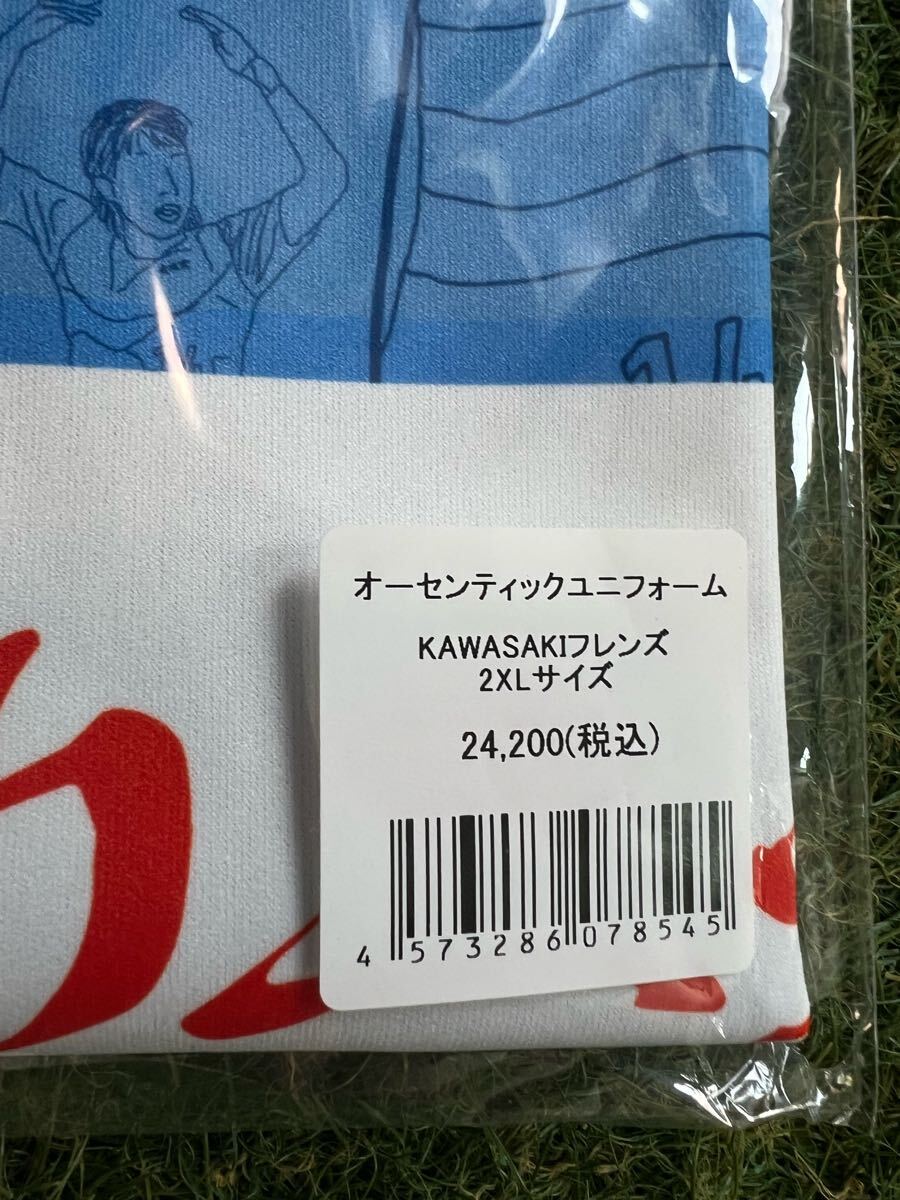 オーセンティックユニフォーム
KAWASAKIフレンズ
2XLサイズ
24,200(税込)
4 573286 078545